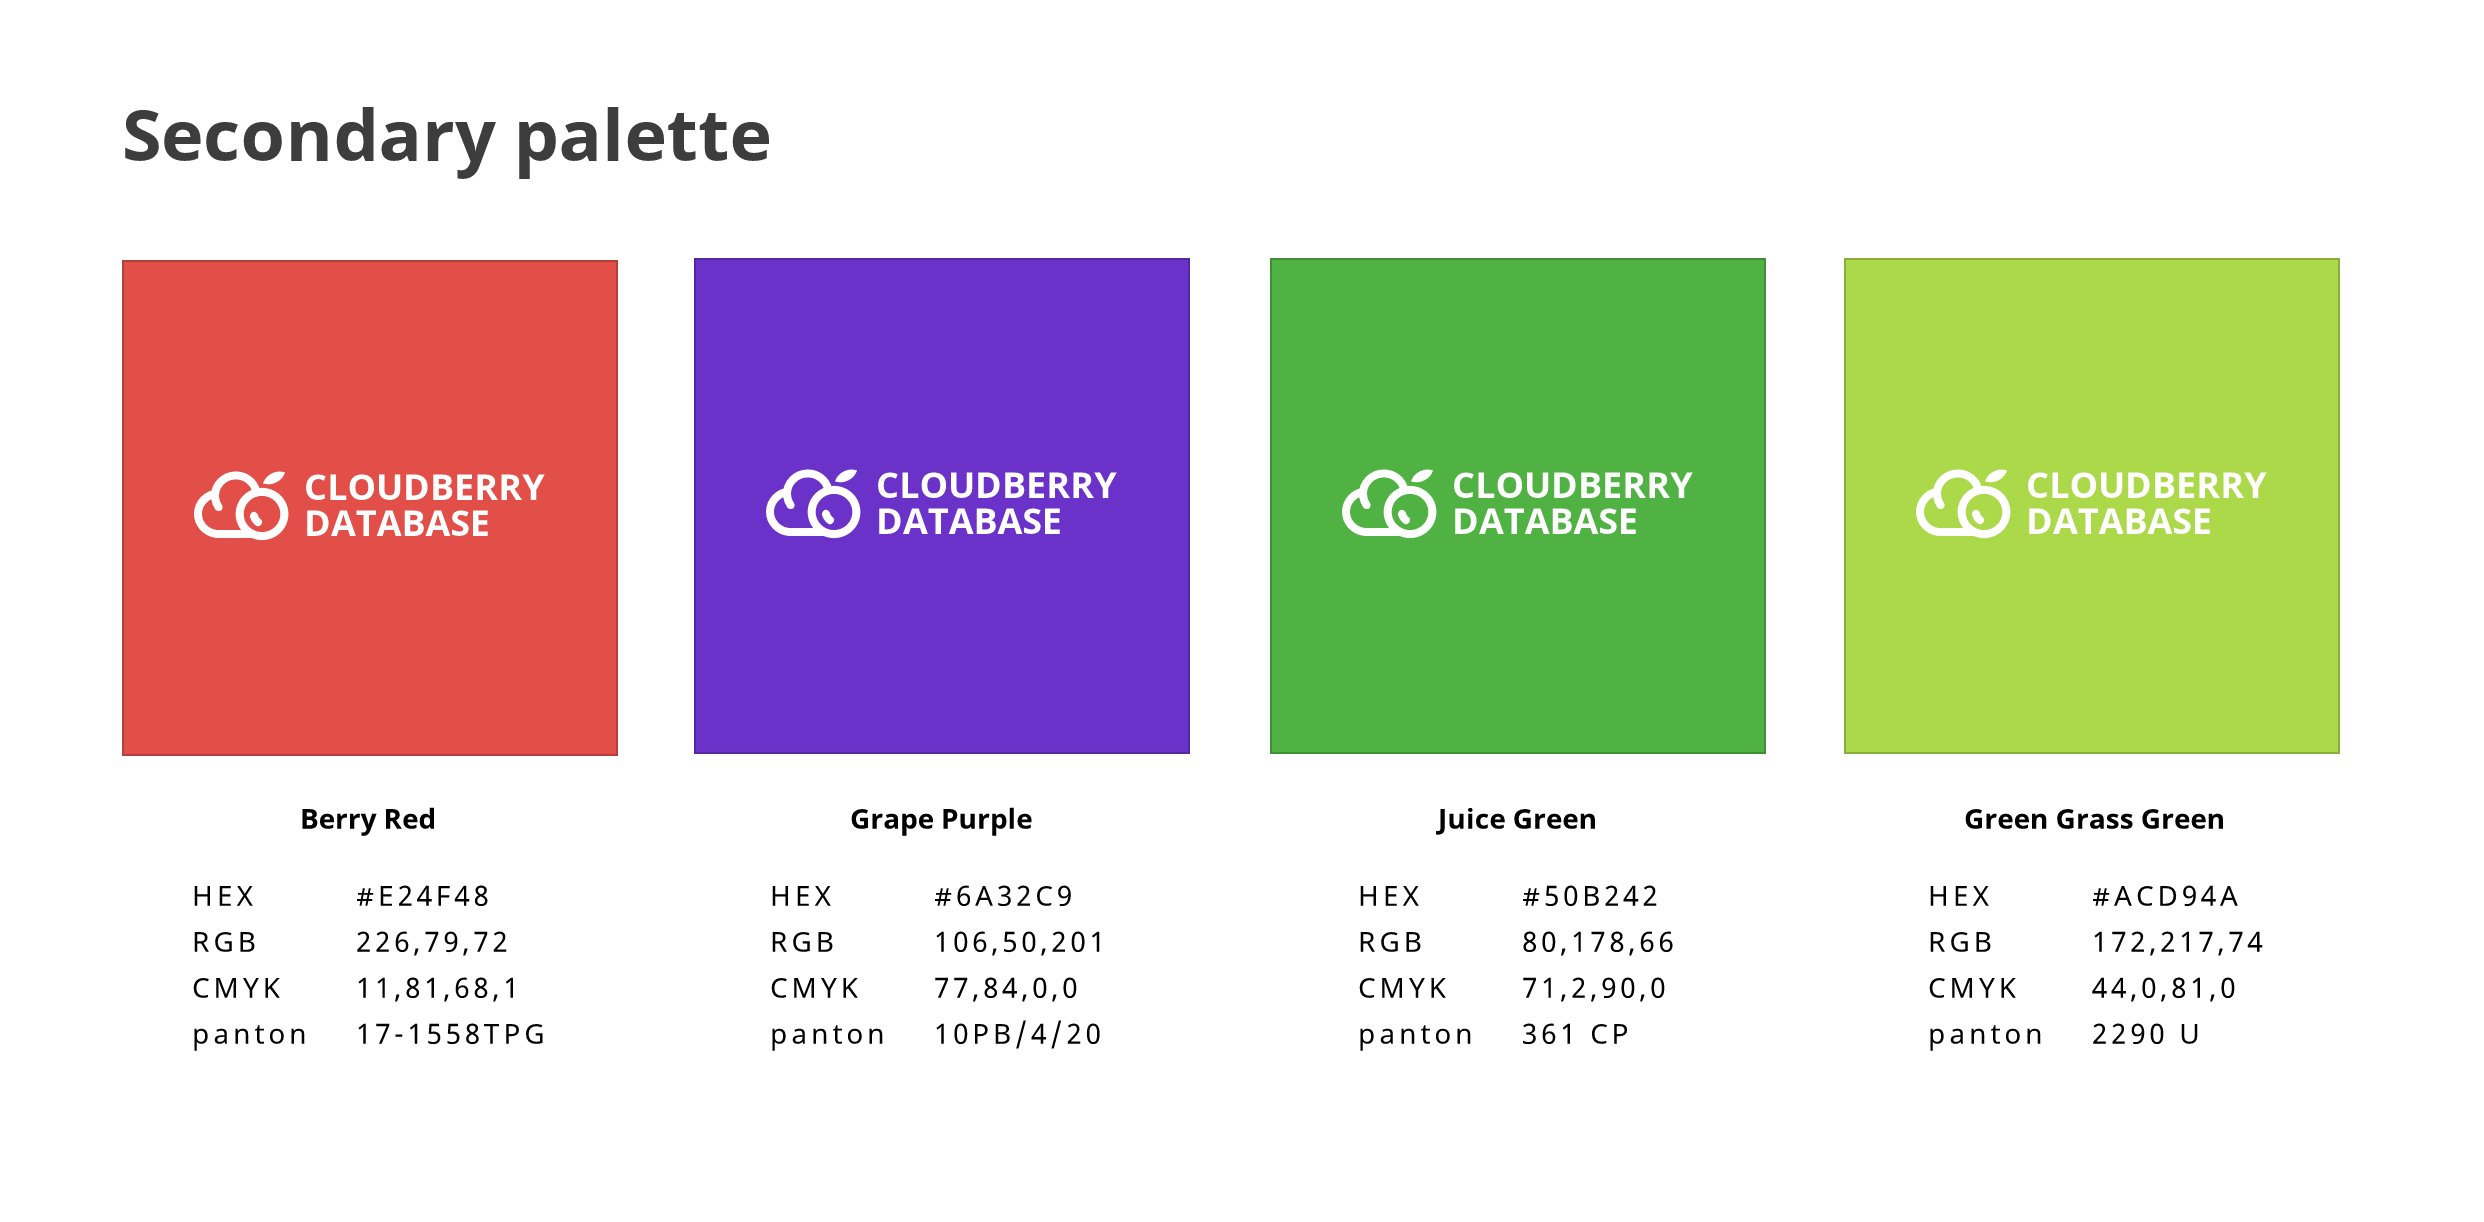 Secondary palette
CLOUDBERRY
DATABASE
CLOUDBERRY
DATABASE
CLOUDBERRY
DATABASE
CLOUDBERRY
DATABASE
Berry Red
HEX #E24F48
RGB 226,79,72
CMYK 11,81,68,1
panton 17-1558TPG
Grape Purple
HEX #6A32C9
RGB 106,50,201
CMYK 77,84,0,0
panton 10PB/4/20
Juice Green
HEX #50B242
RGB 80,178,66
CMYK 71,2,90,0
panton 361 CP
Green Grass Green
HEX #ACD94A
RGB 172,217,74
CMYK 44,0,81,0
panton 2290 U